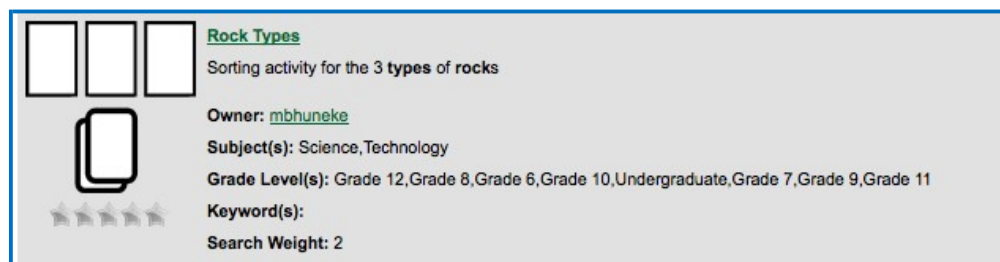 Rock Types
Sorting activity for the 3 types of rocks
Owner: mbhuneke
Subject(s): Science,Technology
Grade Level(s): Grade 12,Grade 8,Grade 6,Grade 10,Undergraduate,Grade 7,Grade 9,Grade 11
Keyword(s):
Search Weight: 2